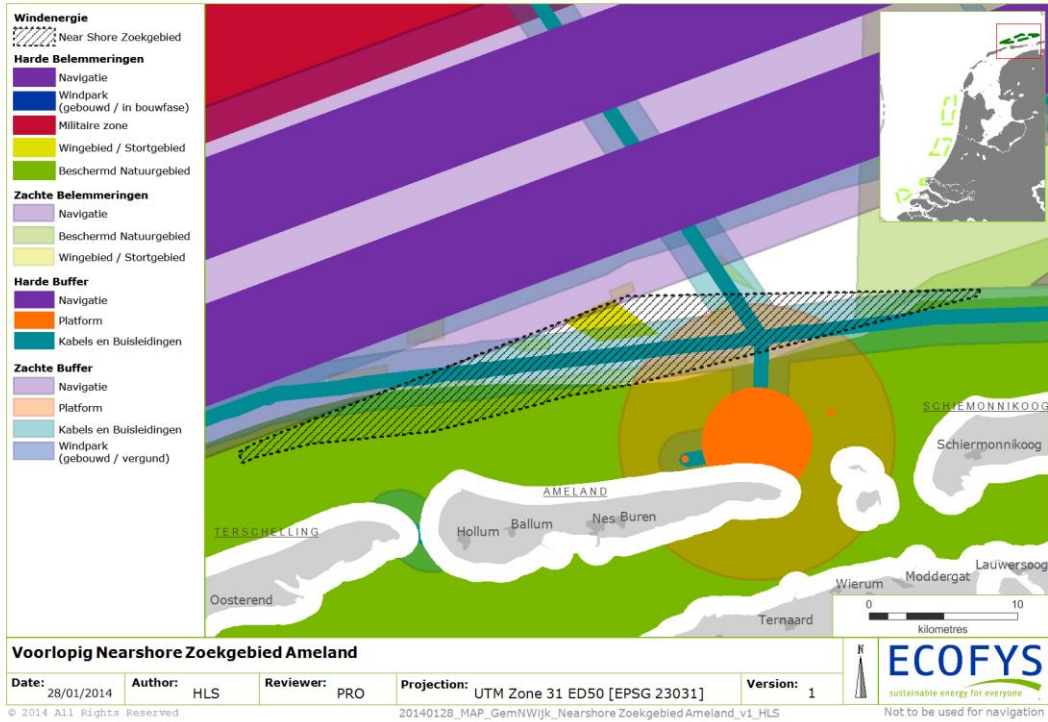 Windenergie
Near Shore Zoekgebied
Harde Belemmeringen
Navigatie
Windpark
(gebouwd / in bouwfase)
Militaire zone
Wingebied / Stortgebied
Beschermd Natuurgebied
Zachte Belemmeringen
Navigatie
Beschermd Natuurgebied
Wingebied / Stortgebied
Harde Buffer
Navigatie
Platform
Kabels en Buisleidingen
Zachte Buffer
Navigatie
Platform
Kabels en Buisleidingen
Windpark
(gebouwd / vergund)
SCHIEMONNIKOOG
Schiermonnikoog
AMELAND
Hollum
Ballum
Nes
Buren
TERSCHELLING
Oosterend
Lauwersoog
Moddergat
Wierum
Ternaard
0 10
kilometres
Voorlopig Nearshore Zoekgebied Ameland
Date: 28/01/2014 Author: HLS Reviewer: PRO Projection: UTM Zone 31 ED50 [EPSG 23031] Version: 1
N
ECOFYS
sustainable energy for everyone
© 2014 All Rights Reserved 20140128_MAP_GemNWijk_Nearshore Zoekgebied Ameland_v1_HLS Not to be used for navigation